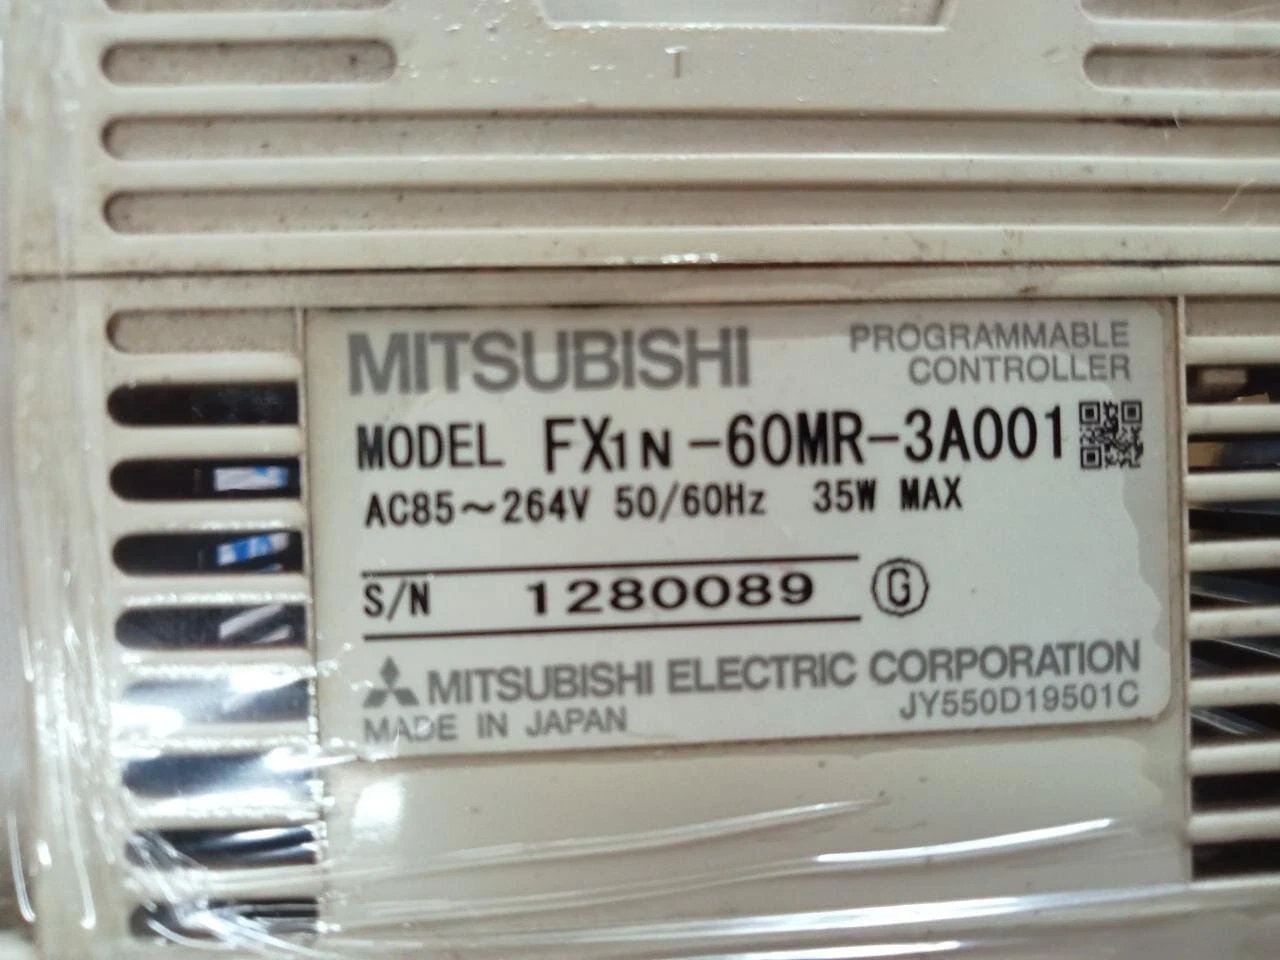 MITSUBISHI
PROGRAMMABLE
CONTROLLER
MODEL FX1N-60MR-3A001
AC85~264V 50/60Hz 35W MAX
S/N 1280089 G
MITSUBISHI ELECTRIC CORPORATION
MADE IN JAPAN JY550D19501C